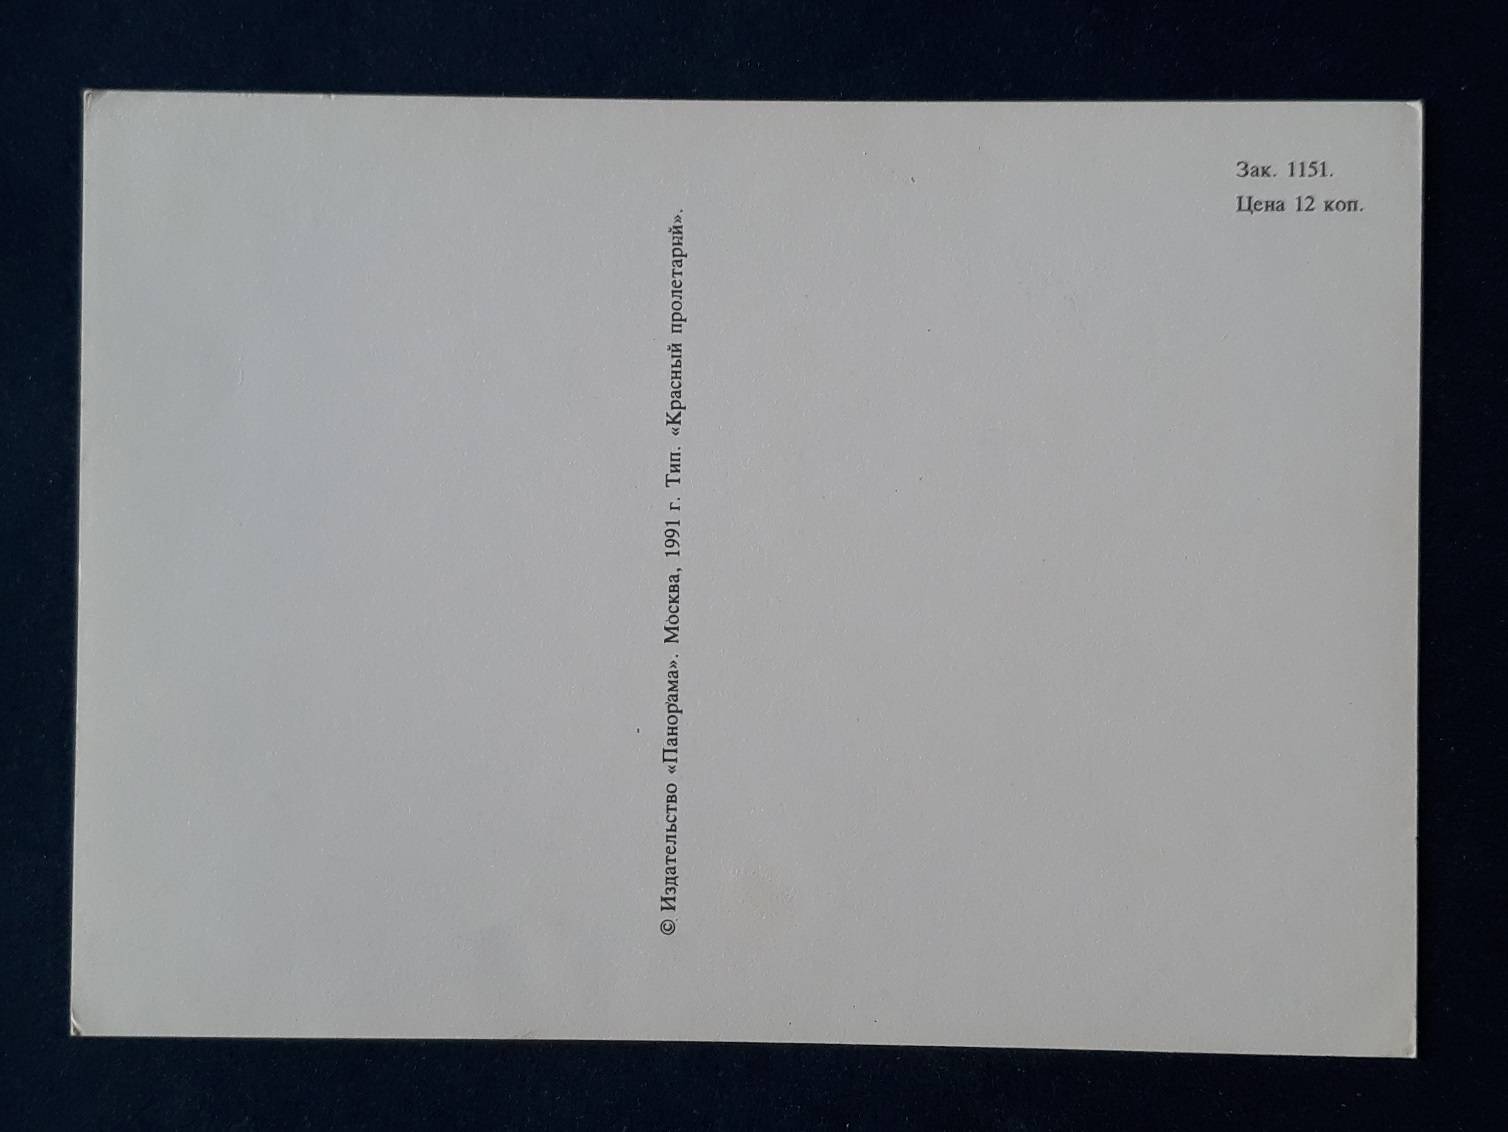 Зак. 1151.
Цена 12 коп.
© Издательство «Панорама». Москва, 1991 г. Тип. «Красный пролетарий».